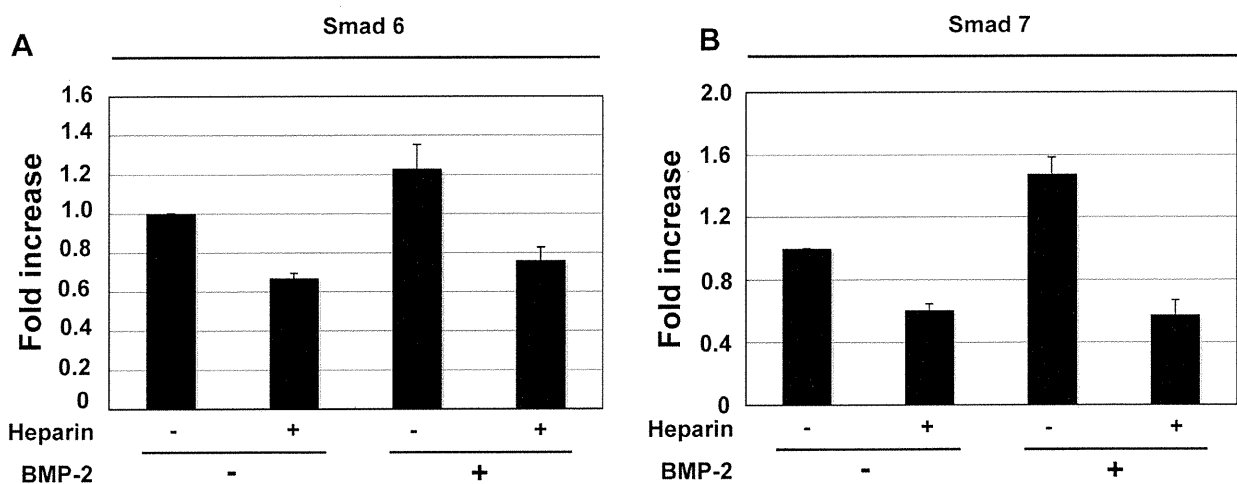 A
Smad 6
Fold increase
1.6
1.4
1.2
1.0
0.8
0.6
0.4
0.2
0
Heparin - + - +
BMP-2 - +
B
Smad 7
Fold increase
2.0
1.6
1.2
0.8
0.4
0
Heparin - + - +
BMP-2 - +